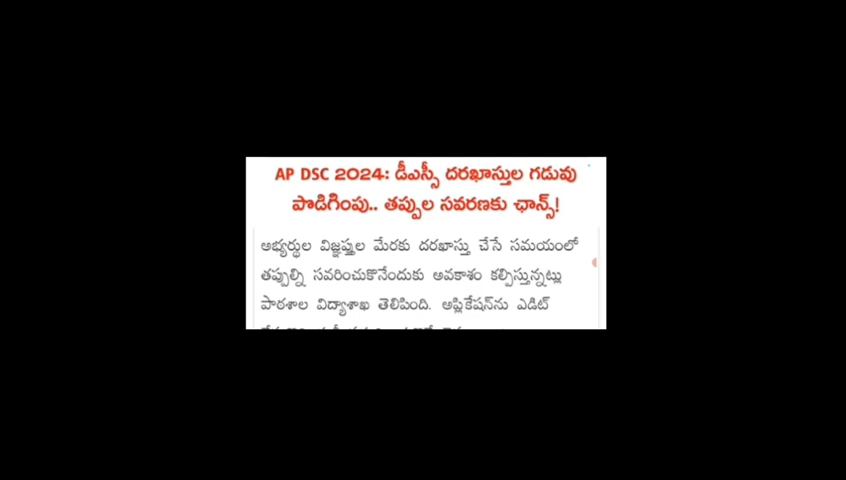 AP DSC 2024: డీఎస్సీ దరఖాస్తుల గడువు
పొడిగింపు.. తప్పుల సవరణకు ఛాన్స్!
అభ్యర్థుల విజ్ఞప్తుల మేరకు దరఖాస్తు చేసే సమయంలో
తప్పుల్ని సవరించుకొనేందుకు అవకాశం కల్పిస్తున్నట్లు
పాఠశాల విద్యాశాఖ తెలిపింది. అప్లికేషన్‌ను ఎడిట్